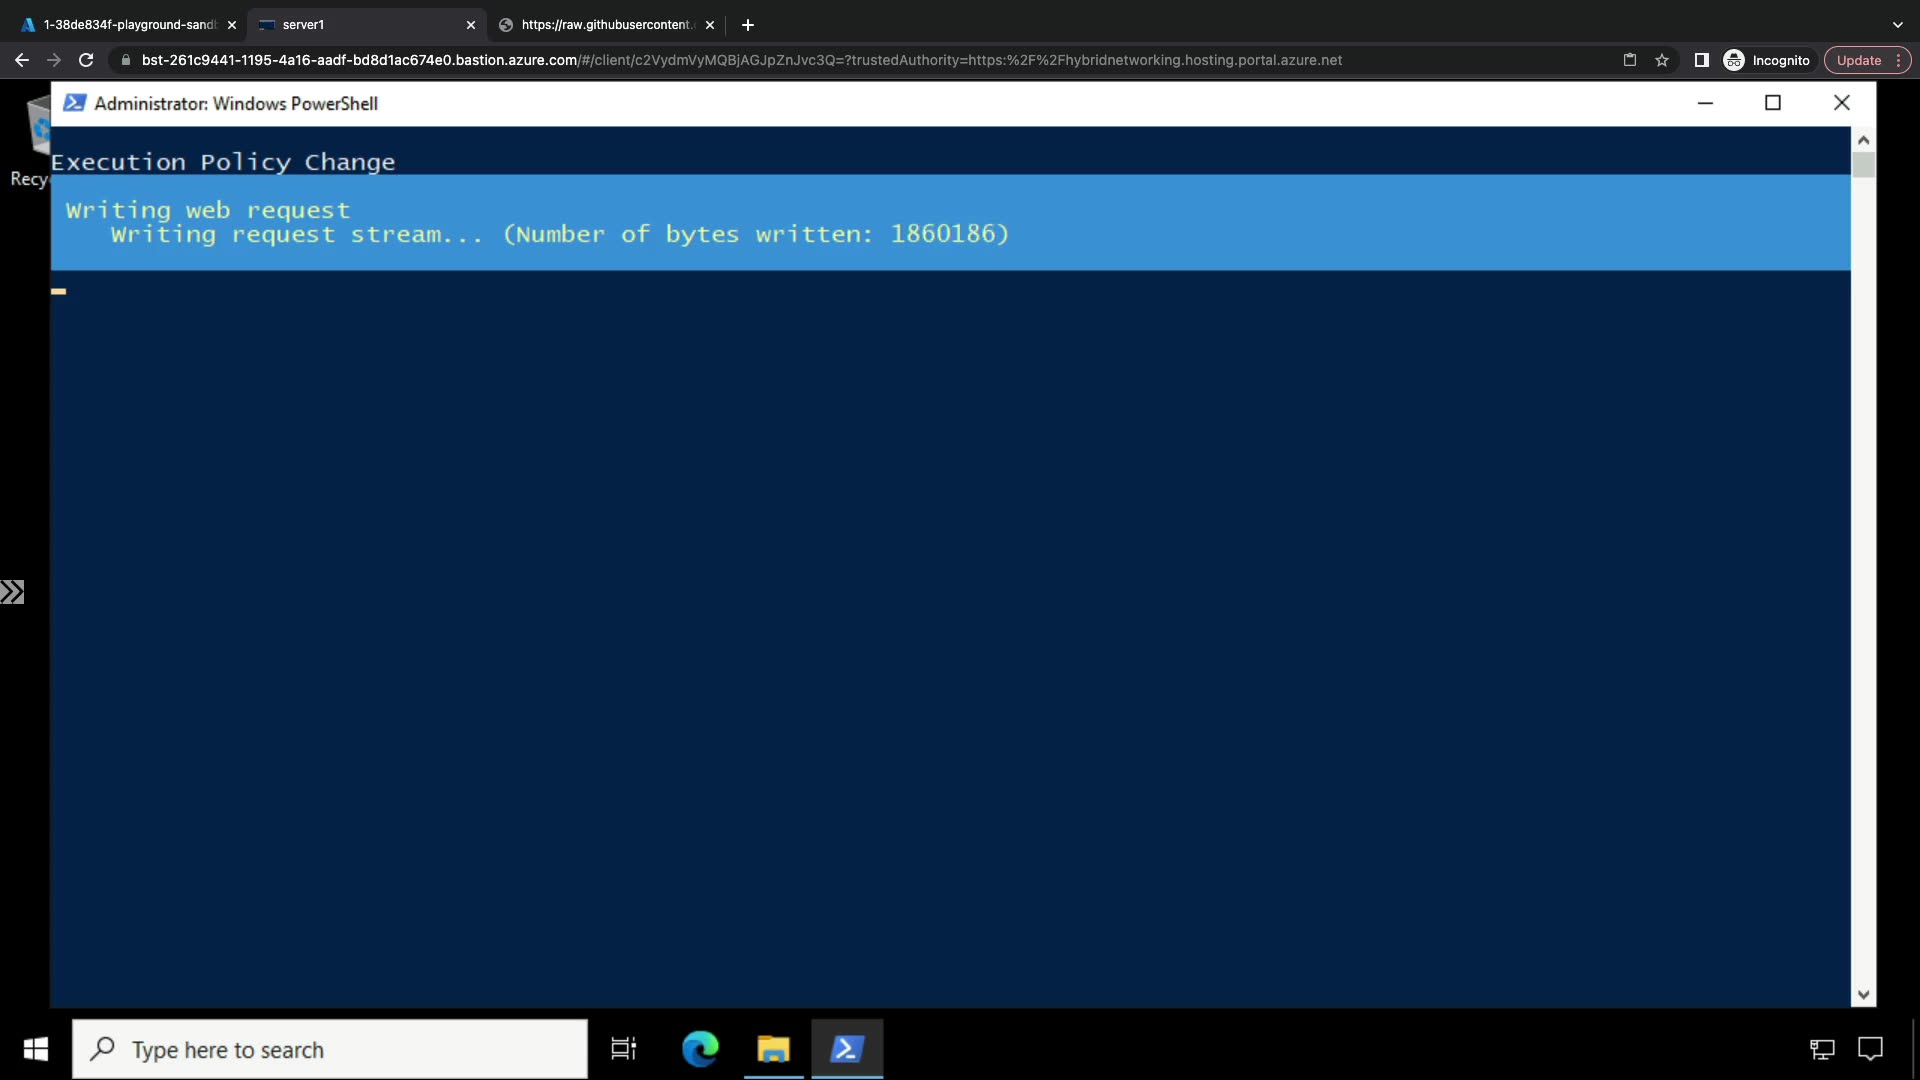 1-38de834f-playground-sand
server1
https://raw.githubusercontent.
bst-261c9441-1195-4a16-aadf-bd8d1ac674e0.bastion.azure.com/#/client/c2VydmVyMQBjAGJpZnJvc3Q=?trustedAuthority=https:%2F%2Fhybridnetworking.hosting.portal.azure.net
Incognito
Update
Administrator: Windows PowerShell
Execution Policy Change
Recy
Writing web request
Writing request stream... (Number of bytes written: 1860186)
Type here to search